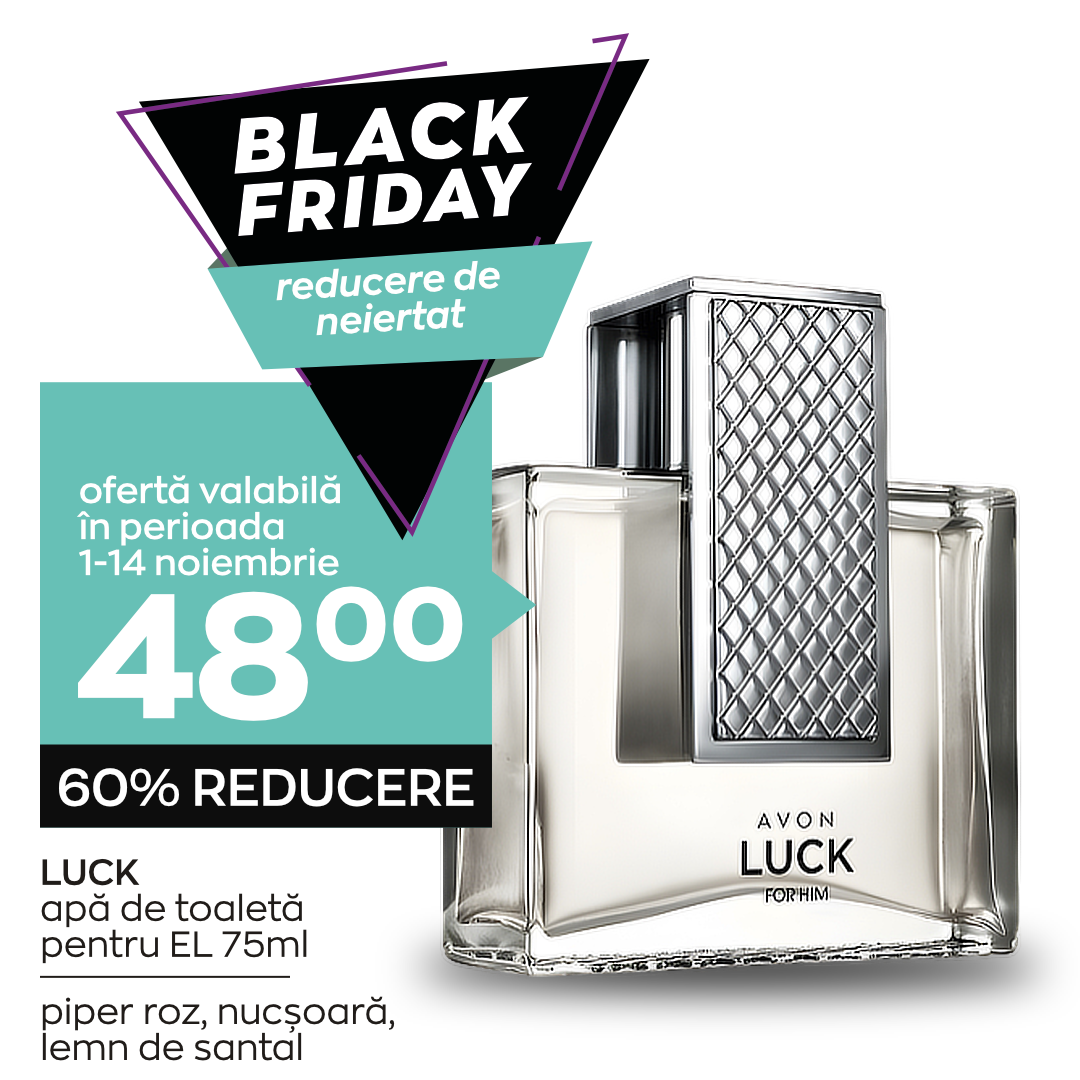 BLACK
FRIDAY
reducere de
neiertat
ofertă valabilă
în perioada
1-14 noiembrie
48⁰⁰
60% REDUCERE
LUCK
apă de toaletă
pentru EL 75ml
piper roz, nucșoară,
lemn de santal
AVON
LUCK
FOR HIM